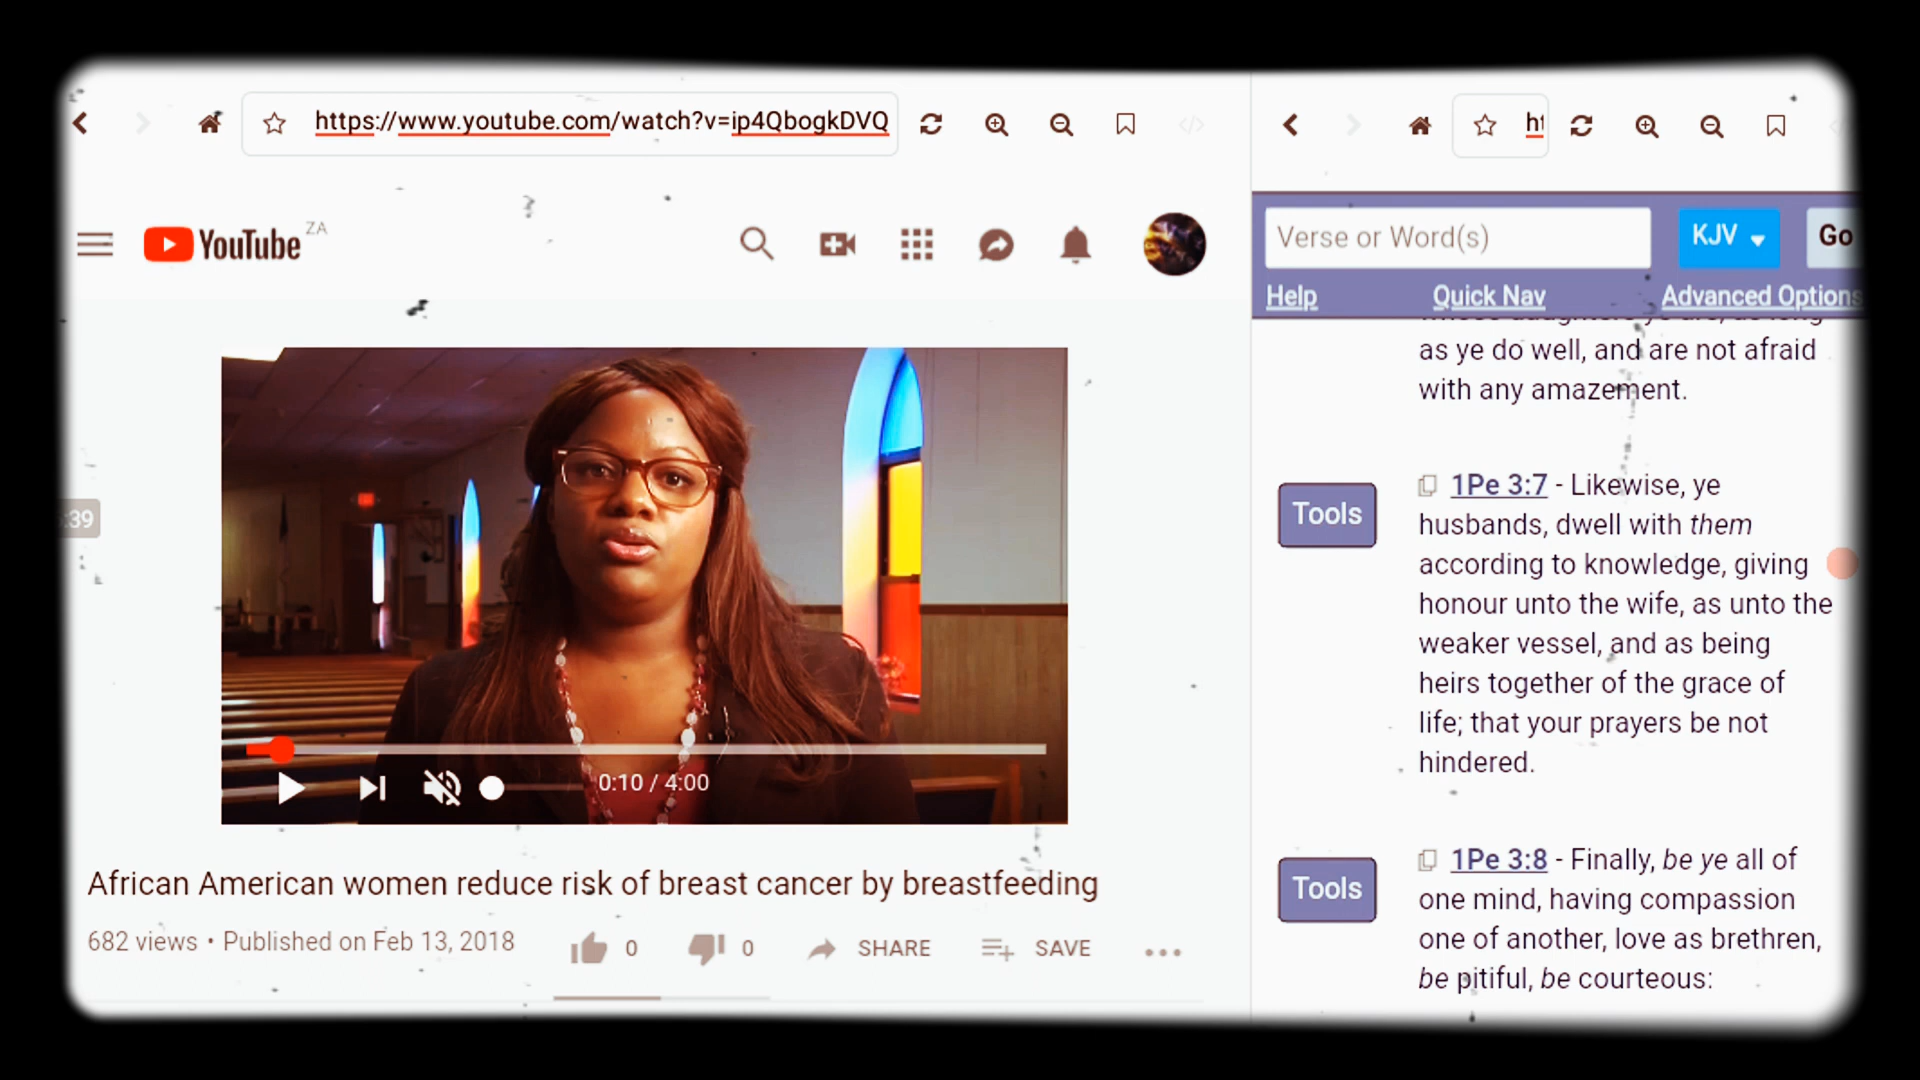 https://www.youtube.com/watch?v=ip4QbogkDVQ
YouTube ZA
:39
0:10 / 4:00
African American women reduce risk of breast cancer by breastfeeding
682 views • Published on Feb 13, 2018
0
0
SHARE
SAVE
Verse or Word(s)
KJV
Go
Help
Quick Nav
Advanced Options
as ye do well, and are not afraid
with any amazement.
Tools
1Pe 3:7 - Likewise, ye
husbands, dwell with them
according to knowledge, giving
honour unto the wife, as unto the
weaker vessel, and as being
heirs together of the grace of
life; that your prayers be not
hindered.
Tools
1Pe 3:8 - Finally, be ye all of
one mind, having compassion
one of another, love as brethren,
be pitiful, be courteous: